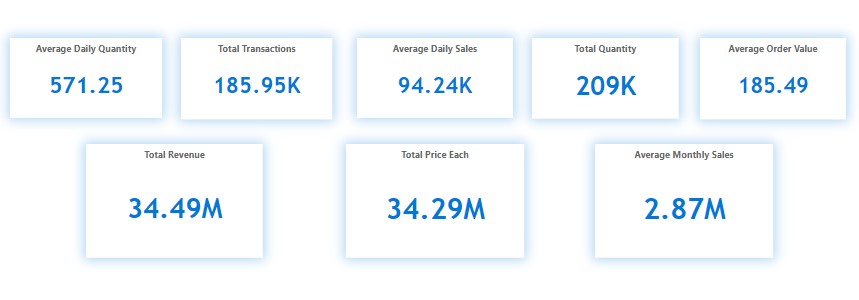 Average Daily Quantity
571.25
Total Transactions
185.95K
Average Daily Sales
94.24K
Total Quantity
209K
Average Order Value
185.49
Total Revenue
34.49M
Total Price Each
34.29M
Average Monthly Sales
2.87M